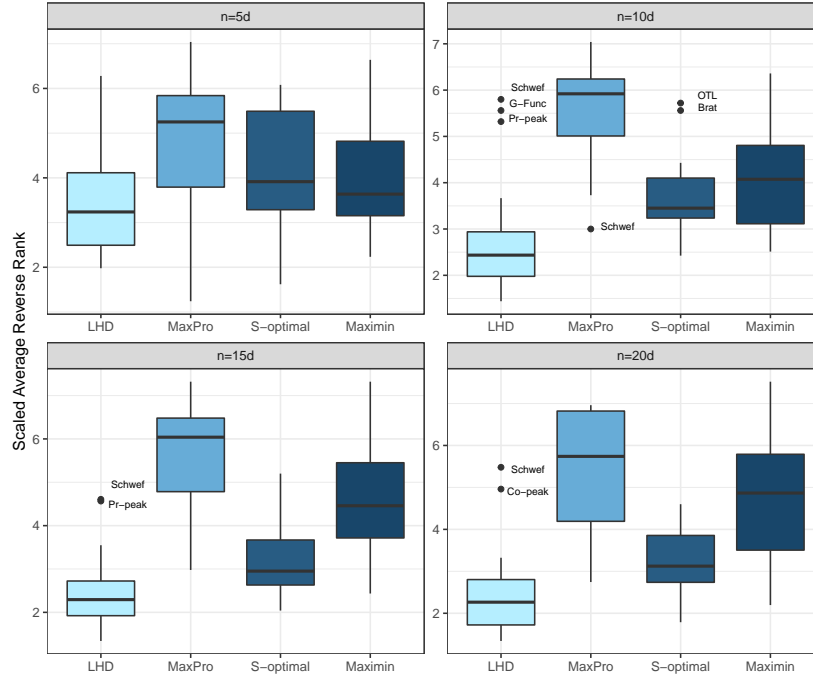 Scaled Average Reverse Rank
n=5d
6
4
2
LHD MaxPro S−optimal Maximin
n=10d
7
6
5
4
3
2
Schwef
G−Func
Pr−peak
Schwef
OTL
Brat
LHD MaxPro S−optimal Maximin
n=15d
6
4
2
Schwef
Pr−peak
LHD MaxPro S−optimal Maximin
n=20d
6
4
2
Schwef
Co−peak
LHD MaxPro S−optimal Maximin